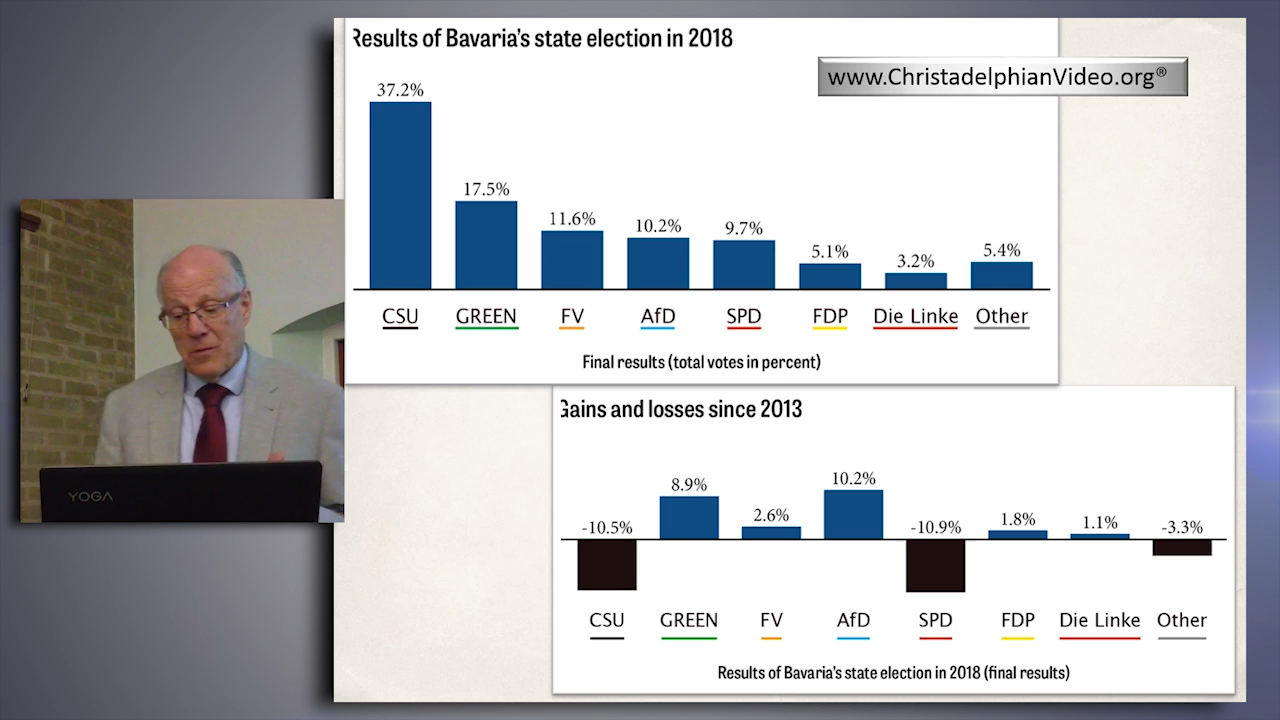 Results of Bavaria's state election in 2018
www.ChristadelphianVideo.org®
37.2%
17.5%
11.6%
10.2%
9.7%
5.1%
3.2%
5.4%
CSU GREEN FV AfD SPD FDP Die Linke Other
Final results (total votes in percent)
Gains and losses since 2013
-10.5%
8.9%
2.6%
10.2%
-10.9%
1.8%
1.1%
-3.3%
CSU GREEN FV AfD SPD FDP Die Linke Other
Results of Bavaria's state election in 2018 (final results)
YOGA